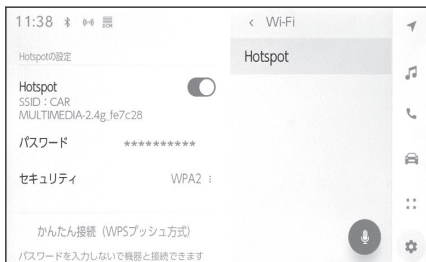 11:38
Hotspotの設定
Hotspot
SSID：CAR
MULTIMEDIA-2.4g_fe7c28
パスワード **********
セキュリティ WPA2
かんたん接続（WPSプッシュ方式）
パスワードを入力しないで機器と接続できます
< Wi-Fi
Hotspot